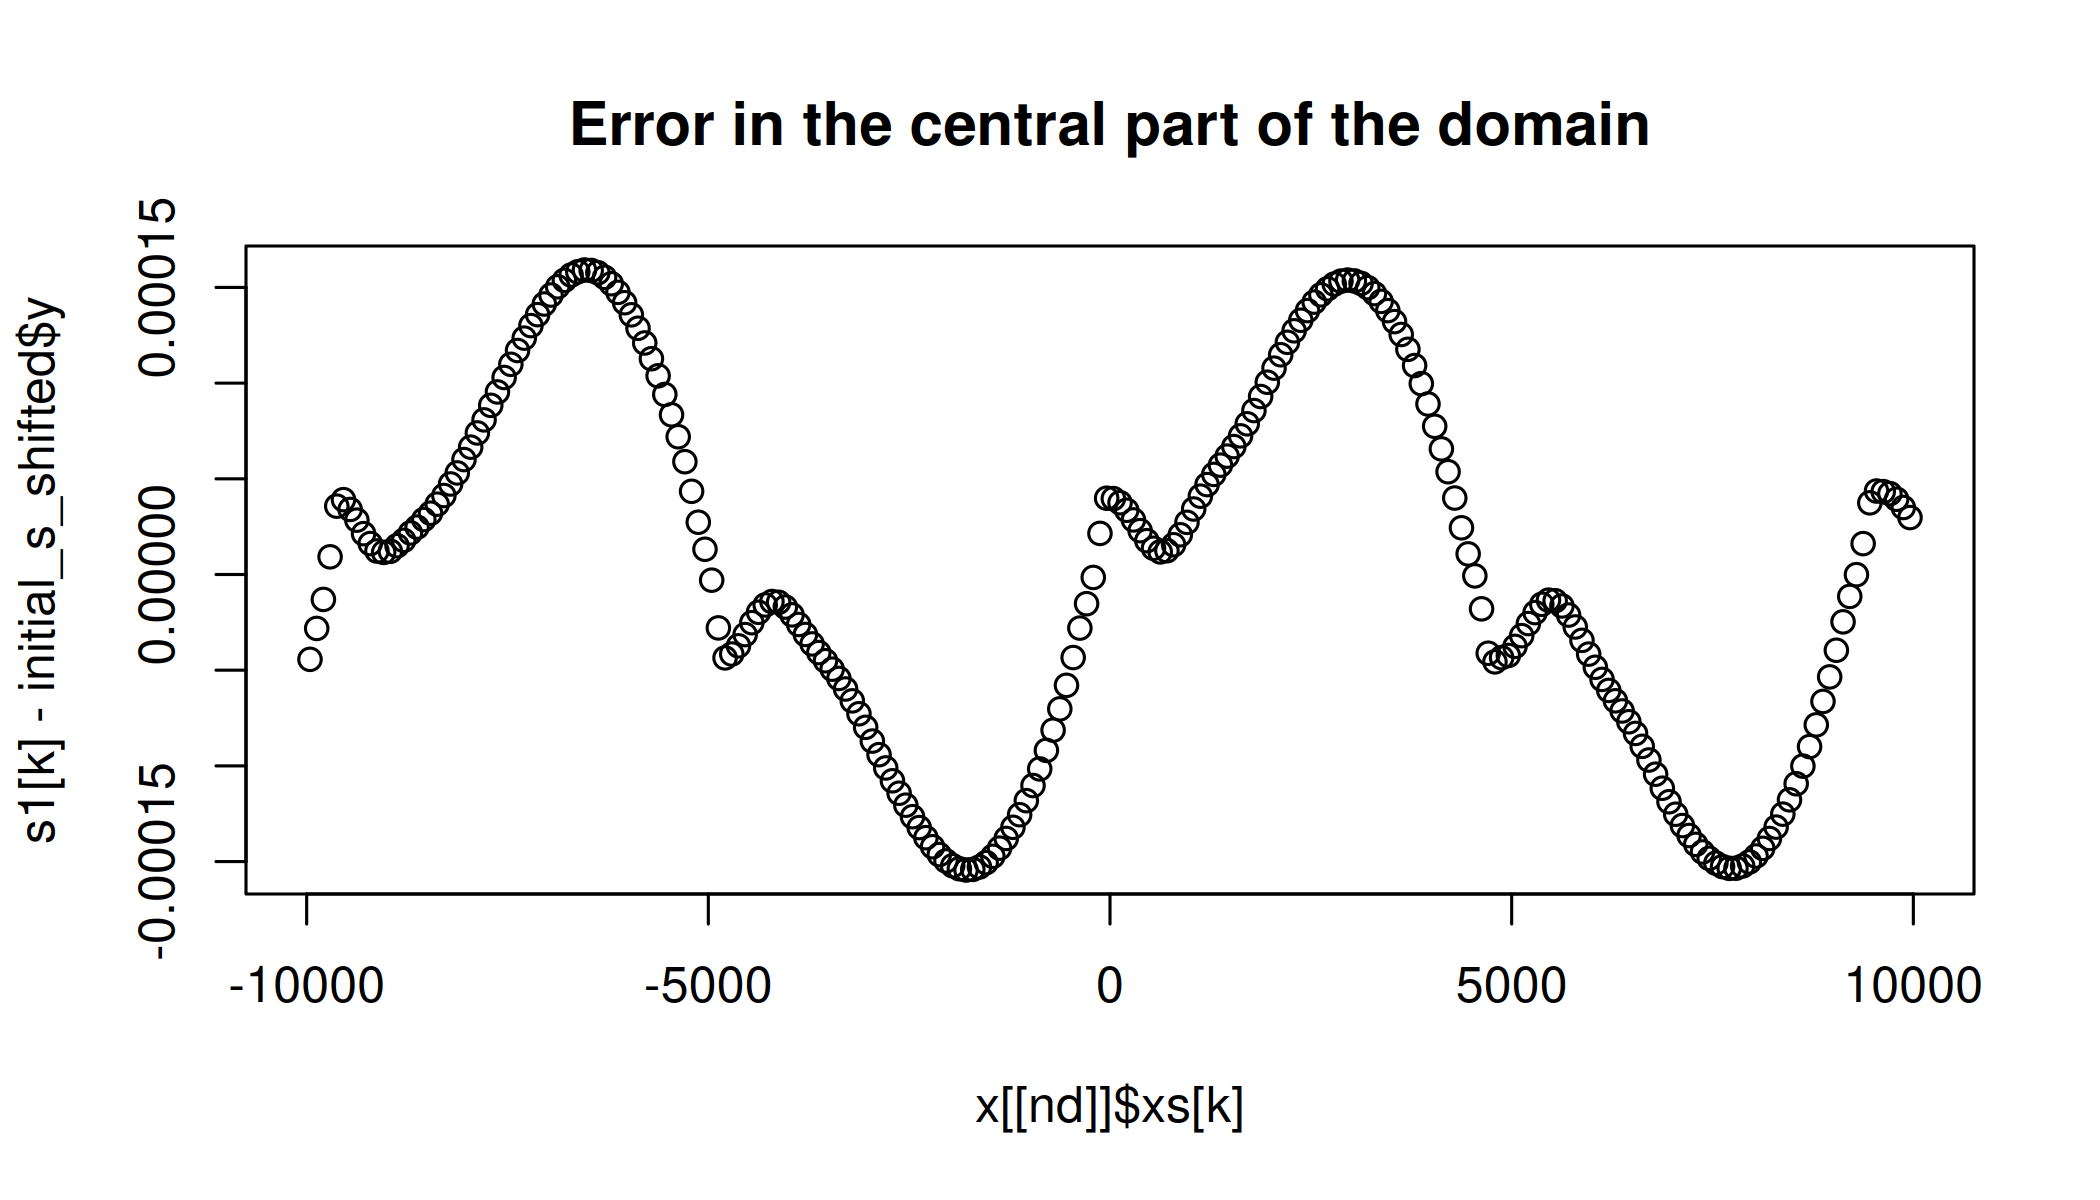 Error in the central part of the domain
s1[k] - initial_s_shifted$y
0.00015
0.00000
-0.00015
-10000
-5000
0
5000
10000
x[[nd]]$xs[k]